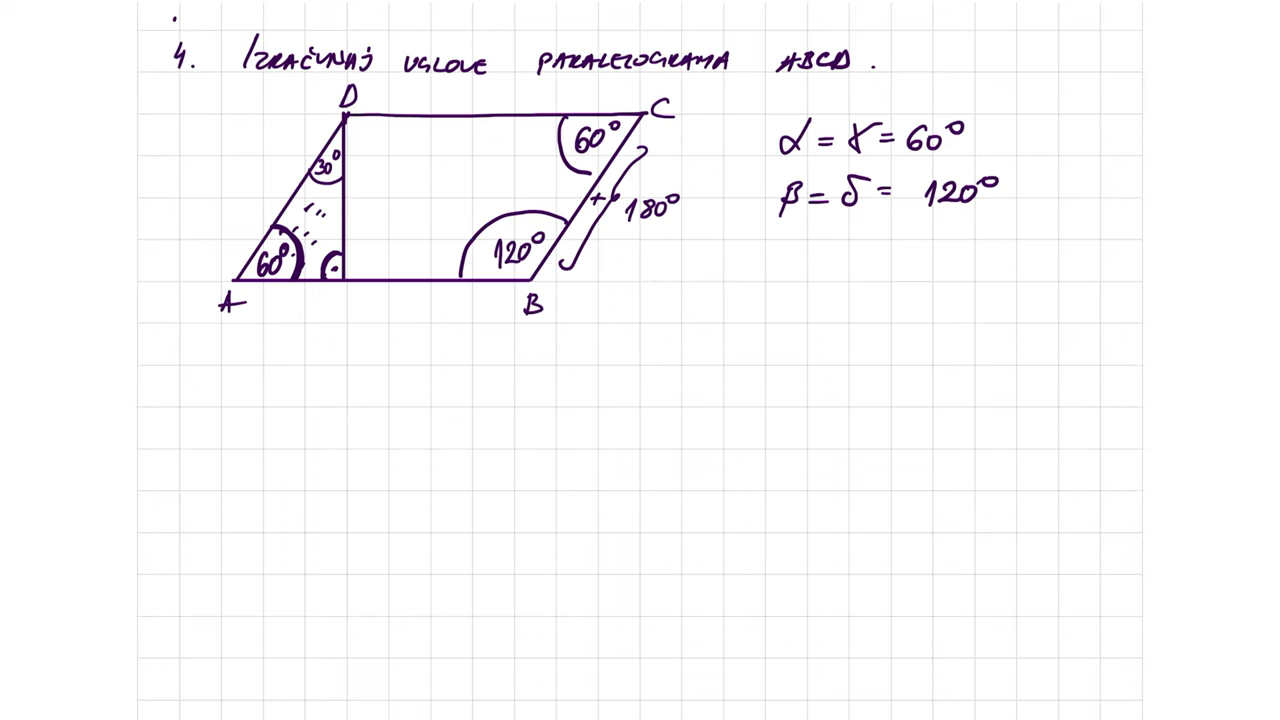 4. Izračunaj uglove paralelograma ABCD.
D
C
30°
60°
60°
120°
+
180°
A
B
α = γ = 60°
β = δ = 120°